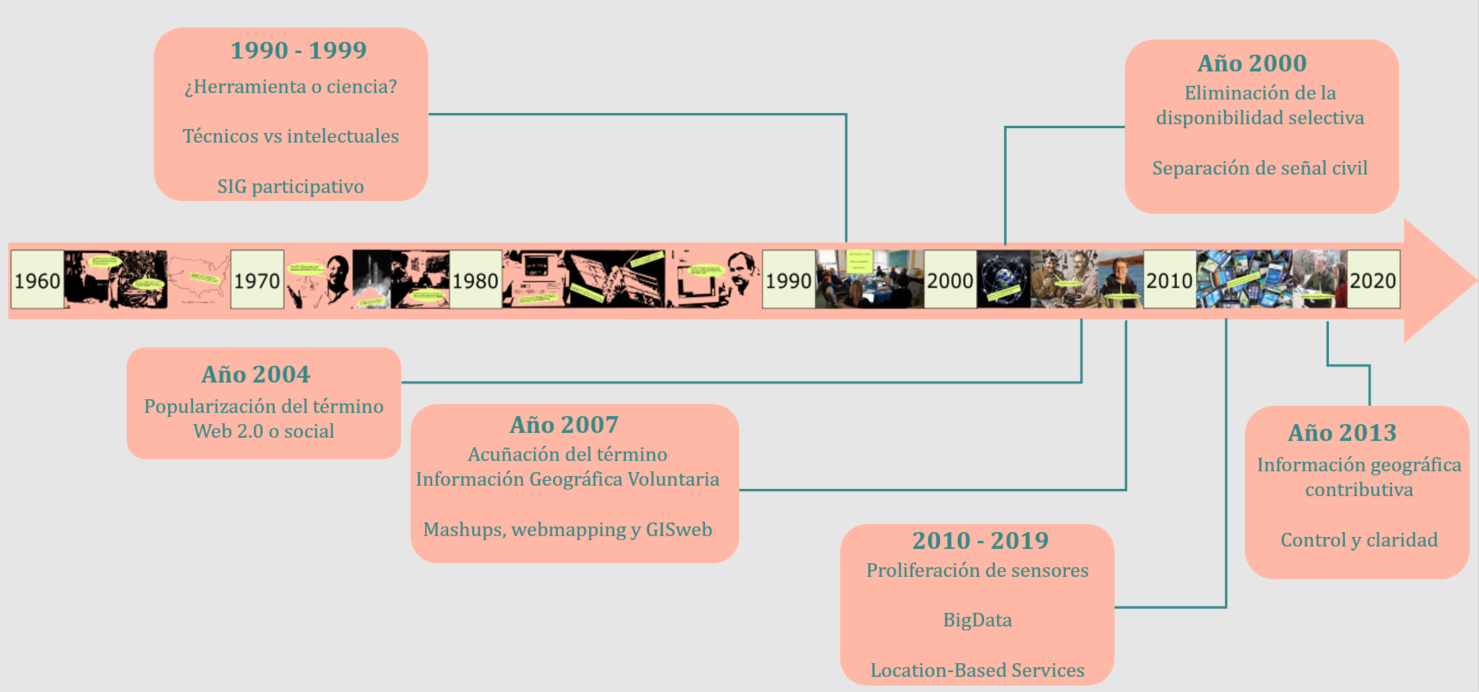 1990 - 1999
¿Herramienta o ciencia?
Técnicos vs intelectuales
SIG participativo
Año 2000
Eliminación de la
disponibilidad selectiva
Separación de señal civil
1960
1970
1980
1990
2000
2010
2020
Año 2004
Popularización del término
Web 2.0 o social
Año 2007
Acuñación del término
Información Geográfica Voluntaria
Mashups, webmapping y GISweb
2010 - 2019
Proliferación de sensores
BigData
Location-Based Services
Año 2013
Información geográfica
contributiva
Control y claridad